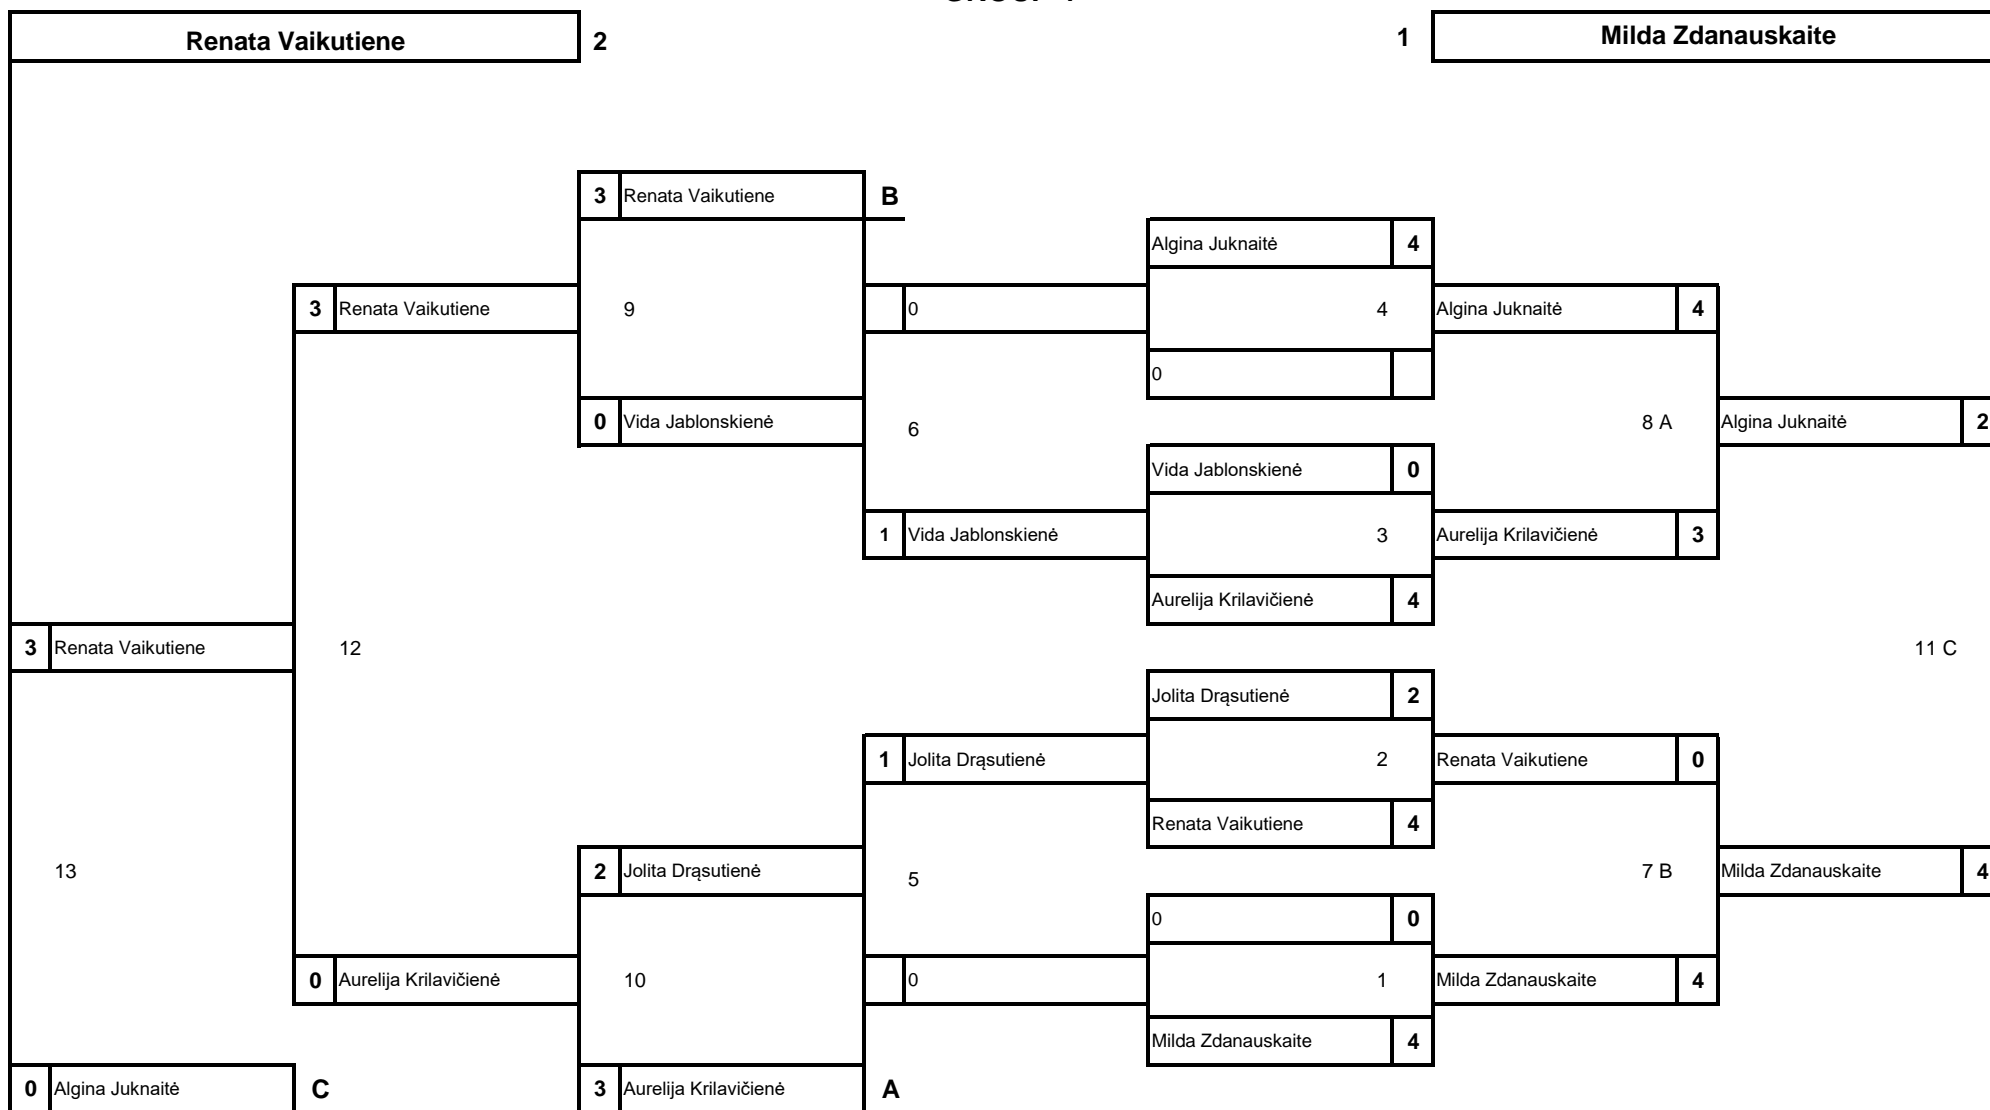 Renata Vaikutiene 2 1 Milda Zdanauskaite
3 Renata Vaikutiene B
Algina Juknaitė 4
3 Renata Vaikutiene 9 0 4 Algina Juknaitė 4
0
0 Vida Jablonskienė 6 8 A Algina Juknaitė 2
Vida Jablonskienė 0
1 Vida Jablonskienė 3 Aurelija Krilavičienė 3
Aurelija Krilavičienė 4
3 Renata Vaikutiene 12 11 C
Jolita Drąsutienė 2
1 Jolita Drąsutienė 2 Renata Vaikutiene 0
Renata Vaikutiene 4
13 2 Jolita Drąsutienė 5 7 B Milda Zdanauskaite 4
0 0
0 Aurelija Krilavičienė 10 0 1 Milda Zdanauskaite 4
Milda Zdanauskaite 4
0 Algina Juknaitė C 3 Aurelija Krilavičienė A